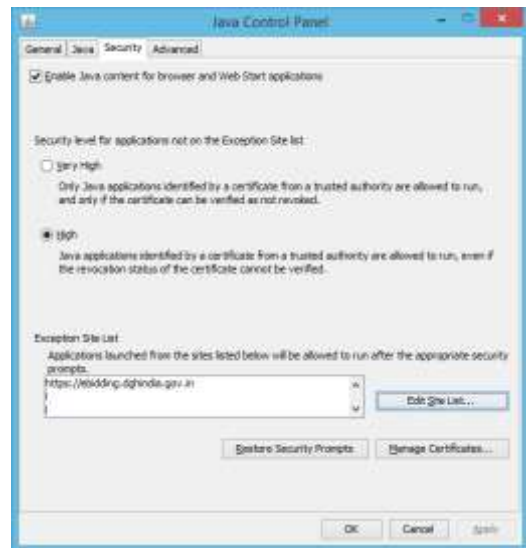 Java Control Panel
General Java Security Advanced
Enable Java content for browser and Web Start applications
Security level for applications not on the Exception Site list
Very High
Only Java applications identified by a certificate from a trusted authority are allowed to run,
and only if the certificate can be verified as not revoked.
High
Java applications identified by a certificate from a trusted authority are allowed to run, even if
the revocation status of the certificate cannot be verified.
Exception Site List
Applications launched from the sites listed below will be allowed to run after the appropriate security
prompts.
https://ebidding.dghindia.gov.in
Edit Site List...
Restore Security Prompts Manage Certificates...
OK Cancel Apply